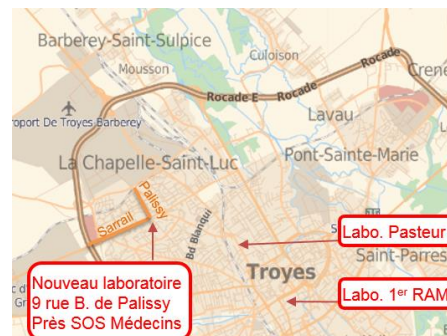 Barberey-Saint-Sulpice
Culoison
Mousson
Crené
Rocade
Rocade
Rocade E
Lavau
roport De Troyes Barberey
Pont-Sainte-Marie
La Chapelle-Saint-Luc
Palissy
Sarrail
Bd Blanqui
Labo. Pasteur
Saint-Parres
Troyes
Nouveau laboratoire
9 rue B. de Palissy
Près SOS Médecins
Labo. 1er RAM